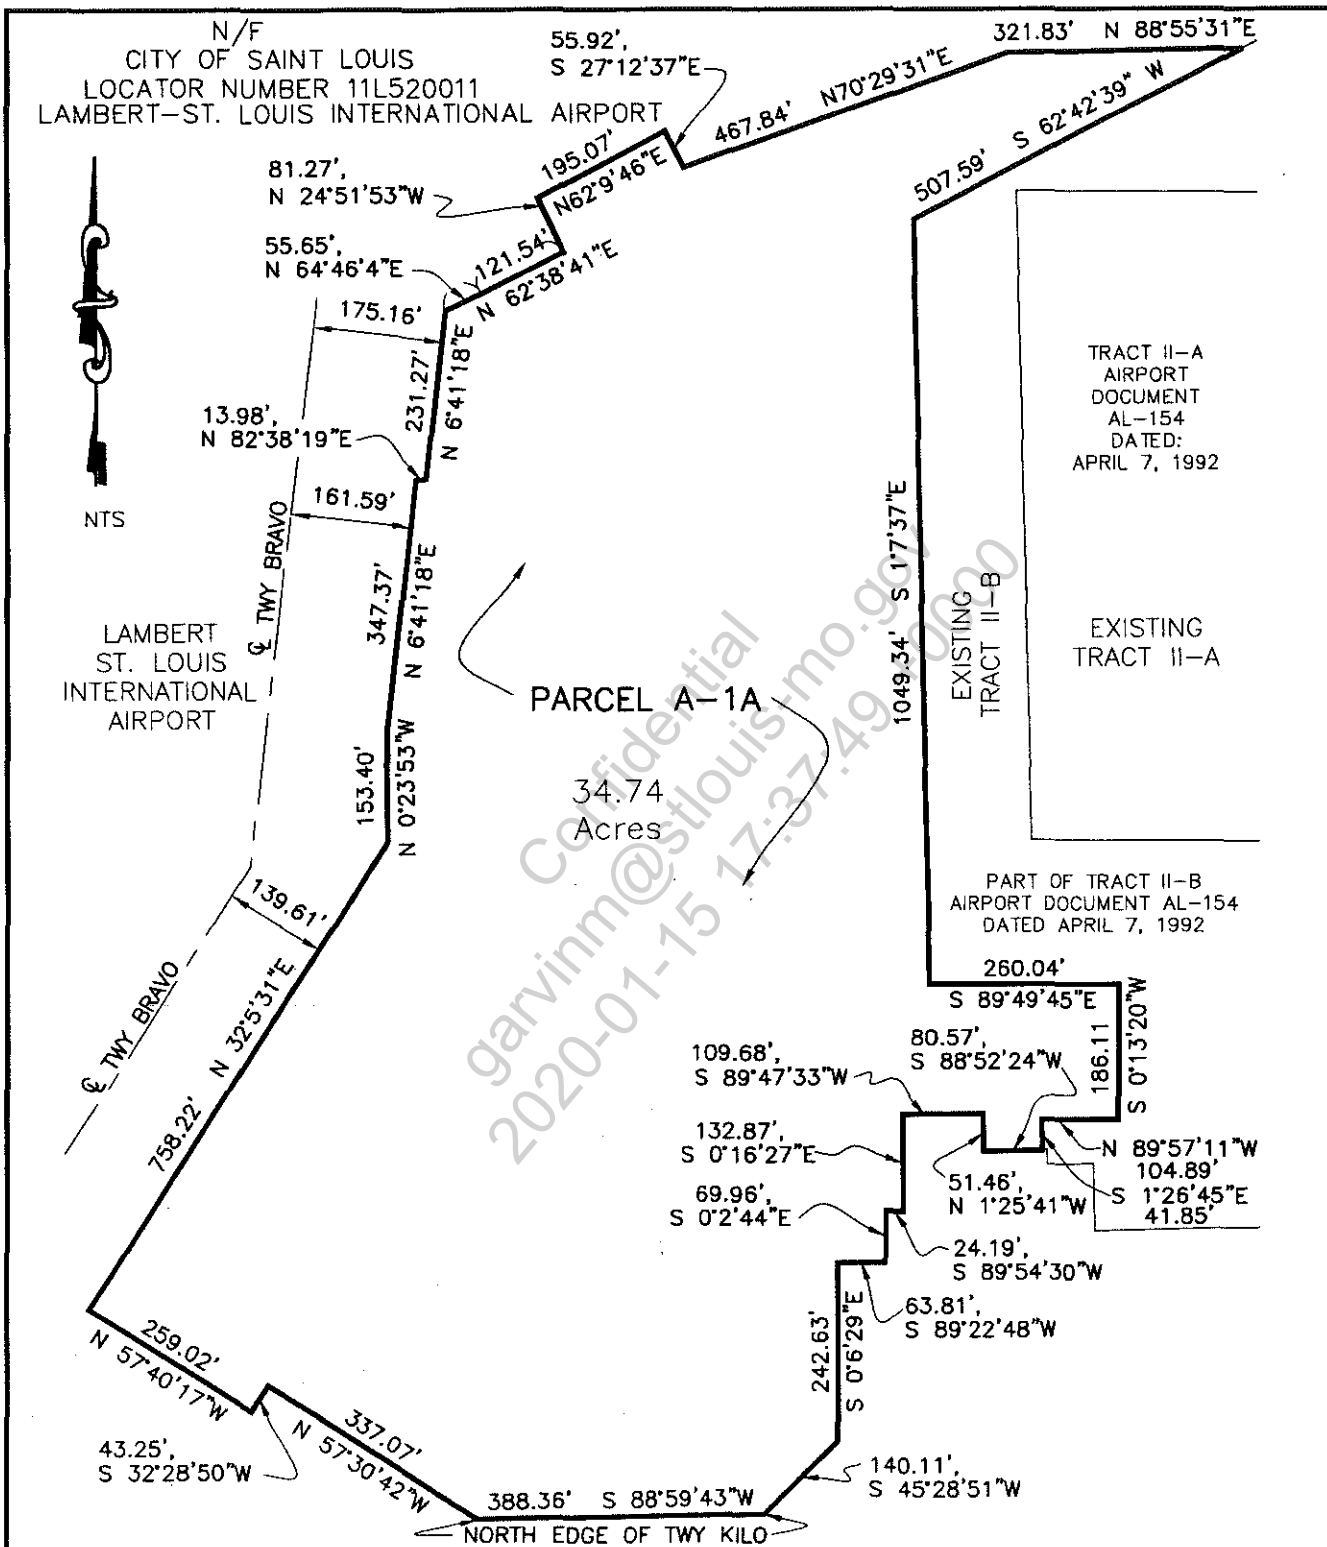 N/F
CITY OF SAINT LOUIS
LOCATOR NUMBER 11L520011
LAMBERT-ST. LOUIS INTERNATIONAL AIRPORT
55.92',
S 27°12'37"E
321.83' N 88°55'31"E
467.84' N70°29'31"E
507.59' S 62°42'39" W
195.07'
N62°9'46"E
81.27',
N 24°51'53"W
55.65',
N 64°46'4"E
121.54'
N 62°38'41"E
175.16'
231.27'
N 6°41'18"E
13.98',
N 82°38'19"E
161.59'
NTS
℄ TWY BRAVO
347.37'
N 6°41'18"E
TRACT II-A
AIRPORT
DOCUMENT
AL-154
DATED:
APRIL 7, 1992
1049.34' S 1°7'37"E
EXISTING
TRACT II-B
EXISTING
TRACT II-A
LAMBERT
ST. LOUIS
INTERNATIONAL
AIRPORT
PARCEL A-1A
34.74
Acres
153.40'
N 0°23'53"W
139.61'
℄ TWY BRAVO
758.22' N 32°5'31"E
PART OF TRACT II-B
AIRPORT DOCUMENT AL-154
DATED APRIL 7, 1992
260.04'
S 89°49'45"E
186.11
S 0°13'20"W
80.57',
S 88°52'24"W
109.68',
S 89°47'33"W
132.87',
S 0°16'27"E
69.96',
S 0°2'44"E
51.46',
N 1°25'41"W
N 89°57'11"W
104.89'
S 1°26'45"E
41.85'
24.19',
S 89°54'30"W
63.81',
S 89°22'48"W
242.63'
S 0°6'29"E
259.02'
N 57°40'17"W
43.25',
S 32°28'50"W
337.07'
N 57°30'42"W
140.11',
S 45°28'51"W
388.36' S 88°59'43"W
NORTH EDGE OF TWY KILO
Confidential
garvinm@stlouis-mo.gov
2020-01-15 17:37:49 +0000